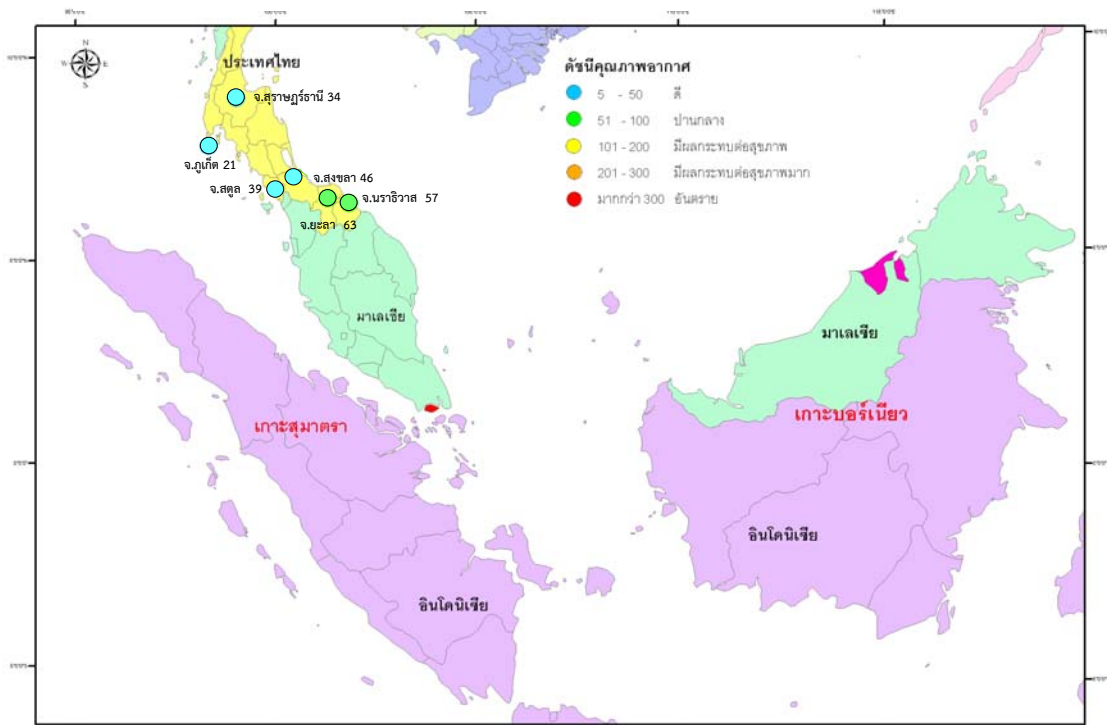 N
W
E
S
ประเทศไทย
จ.สุราษฏร์ธานี 34
จ.ภูเก็ต 21
จ.สตูล 39
จ.สงขลา 46
จ.นราธิวาส 57
จ.ยะลา 63
ดัชนีคุณภาพอากาศ
5 - 50 ดี
51 - 100 ปานกลาง
101 - 200 มีผลกระทบต่อสุขภาพ
201 - 300 มีผลกระทบต่อสุขภาพมาก
มากกว่า 300 อันตราย
มาเลเซีย
มาเลเซีย
เกาะสุมาตรา
เกาะบอร์เนียว
อินโดนิเซีย
อินโดนิเซีย